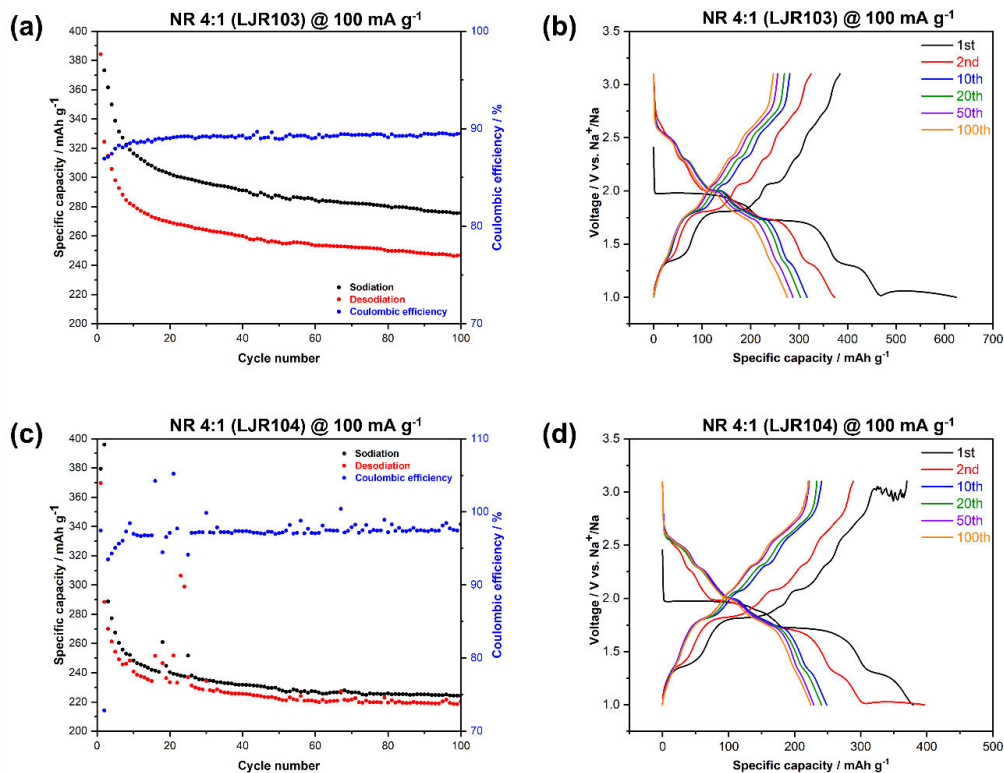 (a)
NR 4:1 (LJR103) @ 100 mA g⁻¹
400
380
360
340
320
300
280
260
240
220
200
Specific capacity / mAh g⁻¹
0 20 40 60 80 100
Cycle number
100
90
80
70
Coulombic efficiency / %
Sodiation
Desodiation
Coulombic efficiency
(b)
NR 4:1 (LJR103) @ 100 mA g⁻¹
3.5
3.0
2.5
2.0
1.5
1.0
Voltage / V vs. Na⁺/Na
0 100 200 300 400 500 600 700
Specific capacity / mAh g⁻¹
1st
2nd
10th
20th
50th
100th
(c)
NR 4:1 (LJR104) @ 100 mA g⁻¹
400
380
360
340
320
300
280
260
240
220
200
Specific capacity / mAh g⁻¹
0 20 40 60 80 100
Cycle number
110
100
90
80
70
Coulombic efficiency / %
Sodiation
Desodiation
Coulombic efficiency
(d)
NR 4:1 (LJR104) @ 100 mA g⁻¹
3.5
3.0
2.5
2.0
1.5
1.0
Voltage / V vs. Na⁺/Na
0 100 200 300 400 500
Specific capacity / mAh g⁻¹
1st
2nd
10th
20th
50th
100th